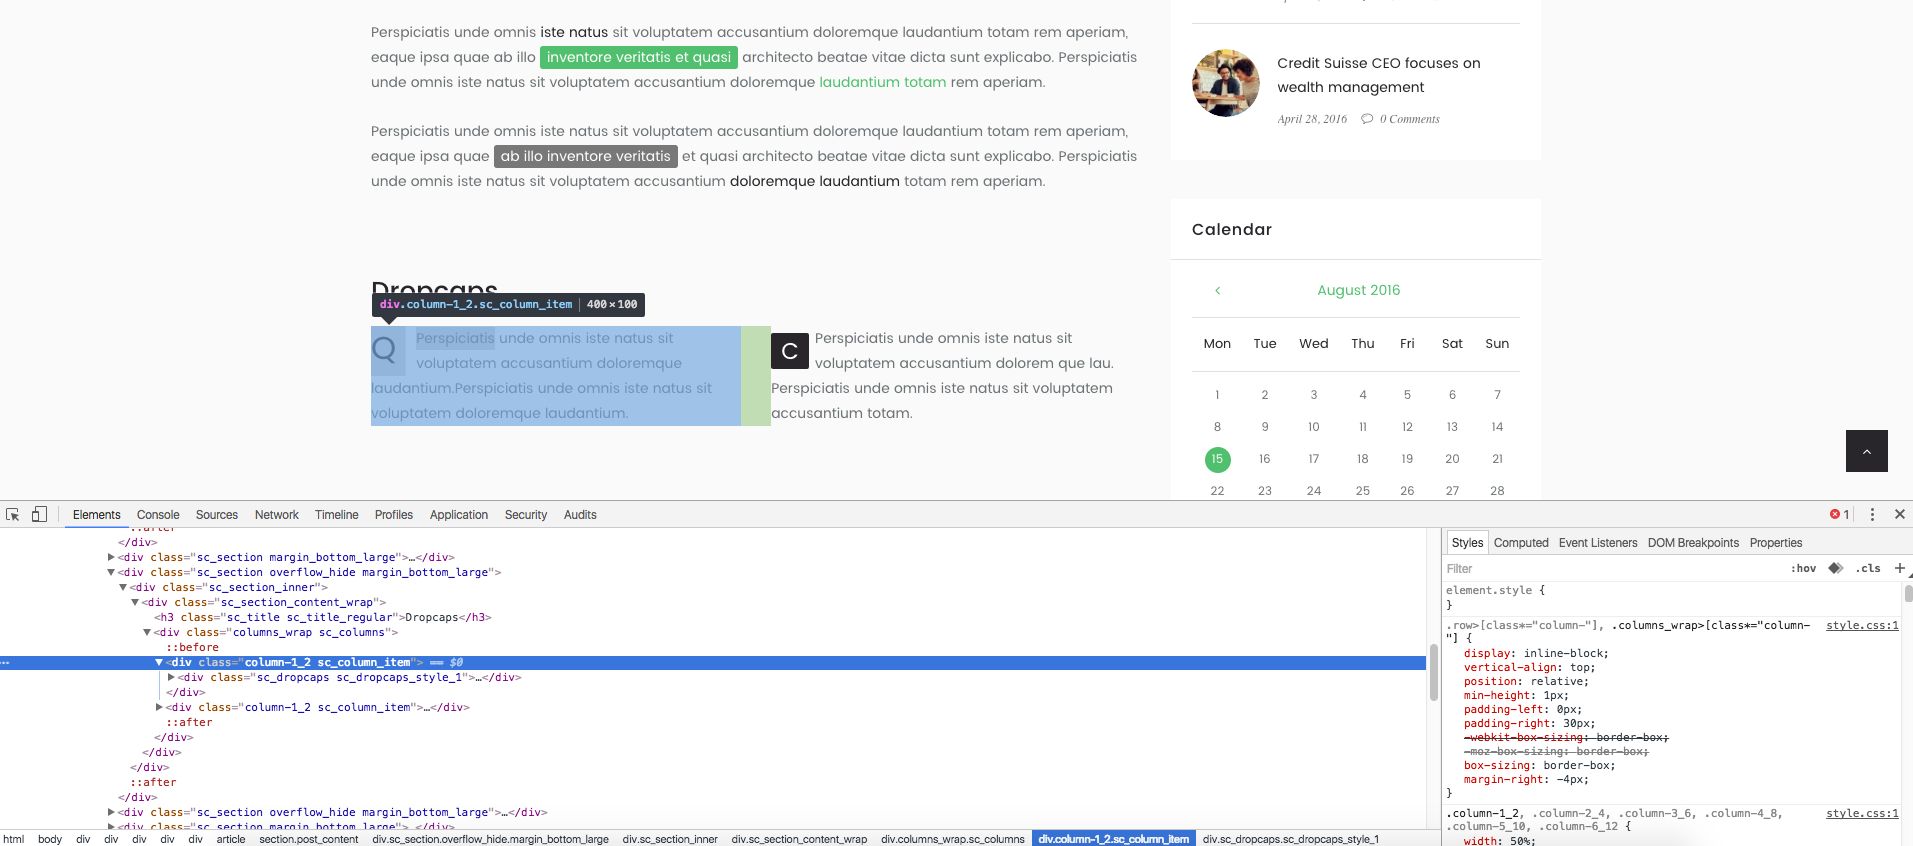 Perspiciatis unde omnis iste natus sit voluptatem accusantium doloremque laudantium totam rem aperiam,
eaque ipsa quae ab illo inventore veritatis et quasi architecto beatae vitae dicta sunt explicabo. Perspiciatis
unde omnis iste natus sit voluptatem accusantium doloremque laudantium totam rem aperiam.
Perspiciatis unde omnis iste natus sit voluptatem accusantium doloremque laudantium totam rem aperiam,
eaque ipsa quae ab illo inventore veritatis et quasi architecto beatae vitae dicta sunt explicabo. Perspiciatis
unde omnis iste natus sit voluptatem accusantium doloremque laudantium totam rem aperiam.
Dropcaps
div.column-1_2.sc_column_item | 400×100
Q Perspiciatis unde omnis iste natus sit
voluptatem accusantium doloremque
laudantium.Perspiciatis unde omnis iste natus sit
voluptatem doloremque laudantium.
C Perspiciatis unde omnis iste natus sit
voluptatem accusantium dolorem que lau.
Perspiciatis unde omnis iste natus sit voluptatem
accusantium totam.
Credit Suisse CEO focuses on
wealth management
April 28, 2016 0 Comments
Calendar
‹ August 2016
Mon Tue Wed Thu Fri Sat Sun
1 2 3 4 5 6 7
8 9 10 11 12 13 14
15 16 17 18 19 20 21
22 23 24 25 26 27 28
Elements Console Sources Network Timeline Profiles Application Security Audits 1
::after
</div>
<div class="sc_section margin_bottom_large">…</div>
<div class="sc_section overflow_hide margin_bottom_large">
<div class="sc_section_inner">
<div class="sc_section_content_wrap">
<h3 class="sc_title sc_title_regular">Dropcaps</h3>
<div class="columns_wrap sc_columns">
::before
<div class="column-1_2 sc_column_item"> == $0
<div class="sc_dropcaps sc_dropcaps_style_1">…</div>
</div>
<div class="column-1_2 sc_column_item">…</div>
::after
</div>
</div>
</div>
::after
</div>
<div class="sc_section overflow_hide margin_bottom_large">…</div>
<div class="sc_section margin_bottom_large">…</div>
html body div div div div div article section.post_content div.sc_section.overflow_hide.margin_bottom_large div.sc_section_inner div.sc_section_content_wrap div.columns_wrap.sc_columns div.column-1_2.sc_column_item div.sc_dropcaps.sc_dropcaps_style_1
Styles Computed Event Listeners DOM Breakpoints Properties
Filter :hov .cls +
element.style {
}
.row>[class*="column-"], .columns_wrap>[class*="column- style.css:1
"] {
display: inline-block;
vertical-align: top;
position: relative;
min-height: 1px;
padding-left: 0px;
padding-right: 30px;
-webkit-box-sizing: border-box;
-moz-box-sizing: border-box;
box-sizing: border-box;
margin-right: -4px;
}
.column-1_2, .column-2_4, .column-3_6, .column-4_8, style.css:1
.column-5_10, .column-6_12 {
width: 50%;